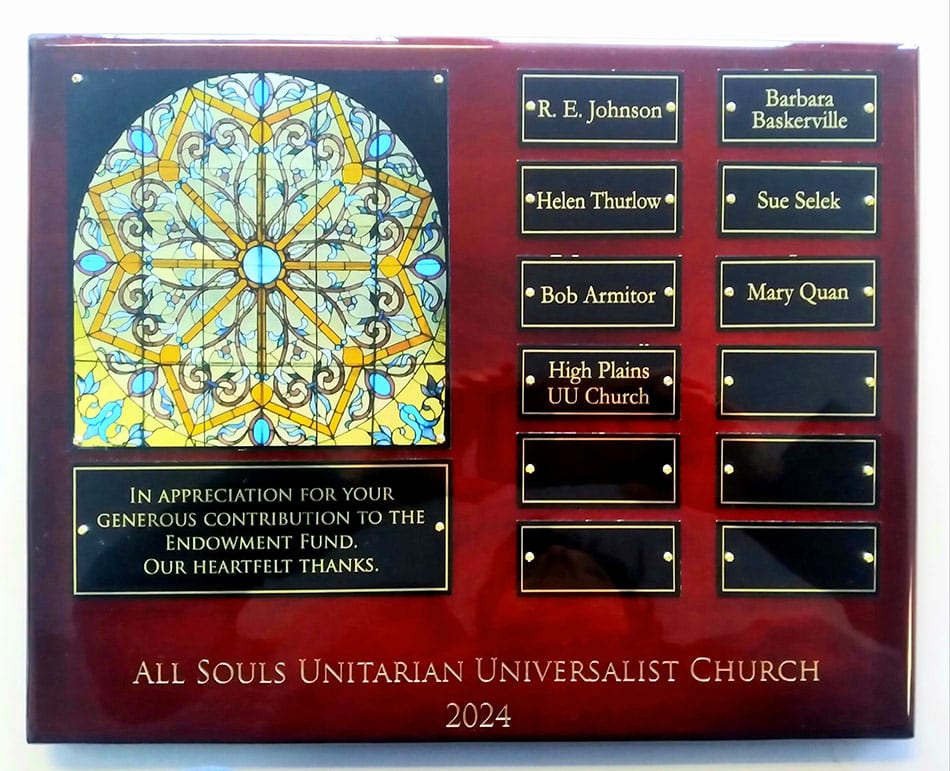 IN APPRECIATION FOR YOUR
GENEROUS CONTRIBUTION TO THE
ENDOWMENT FUND.
OUR HEARTFELT THANKS.
R. E. Johnson
Helen Thurlow
Bob Armitor
High Plains
UU Church
Barbara
Baskerville
Sue Selek
Mary Quan
ALL SOULS UNITARIAN UNIVERSALIST CHURCH
2024